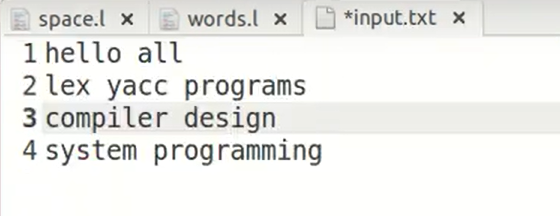 space.l × words.l × *input.txt ×
1 hello all
2 lex yacc programs
3 compiler design
4 system programming